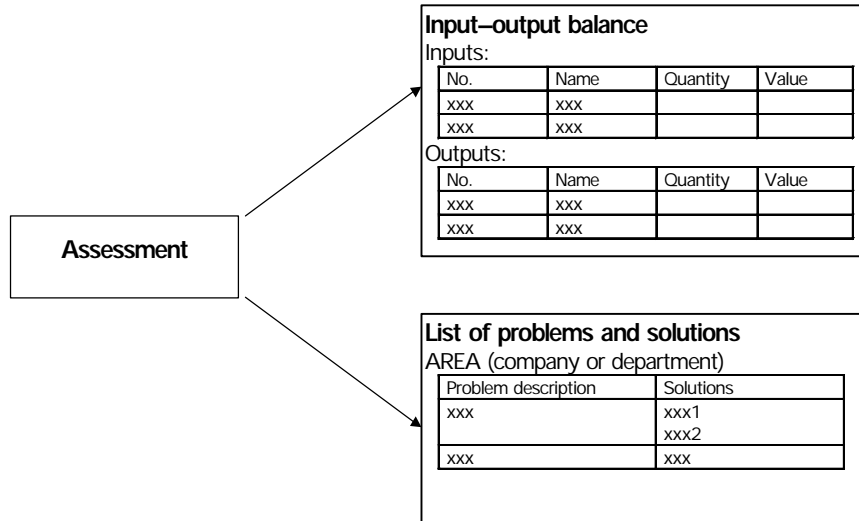 Assessment
Input–output balance
Inputs:
No. Name Quantity Value
xxx xxx
xxx xxx
Outputs:
No. Name Quantity Value
xxx xxx
xxx xxx
List of problems and solutions
AREA (company or department)
Problem description Solutions
xxx xxx1
xxx2
xxx xxx